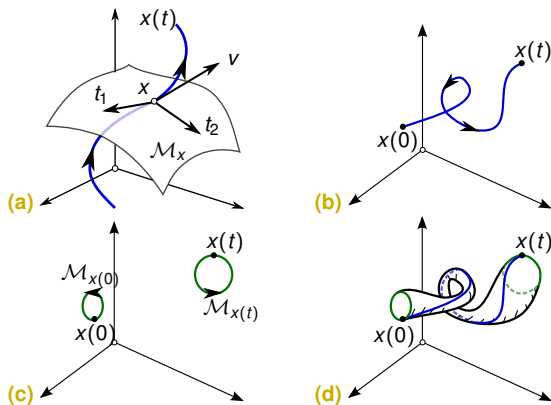 x(t)
x
v
t₁
t₂
ℳₓ
(a)
x(t)
x(0)
(b)
x(t)
ℳₓ₍₀₎
ℳₓ₍ₜ₎
x(0)
(c)
x(t)
x(0)
(d)